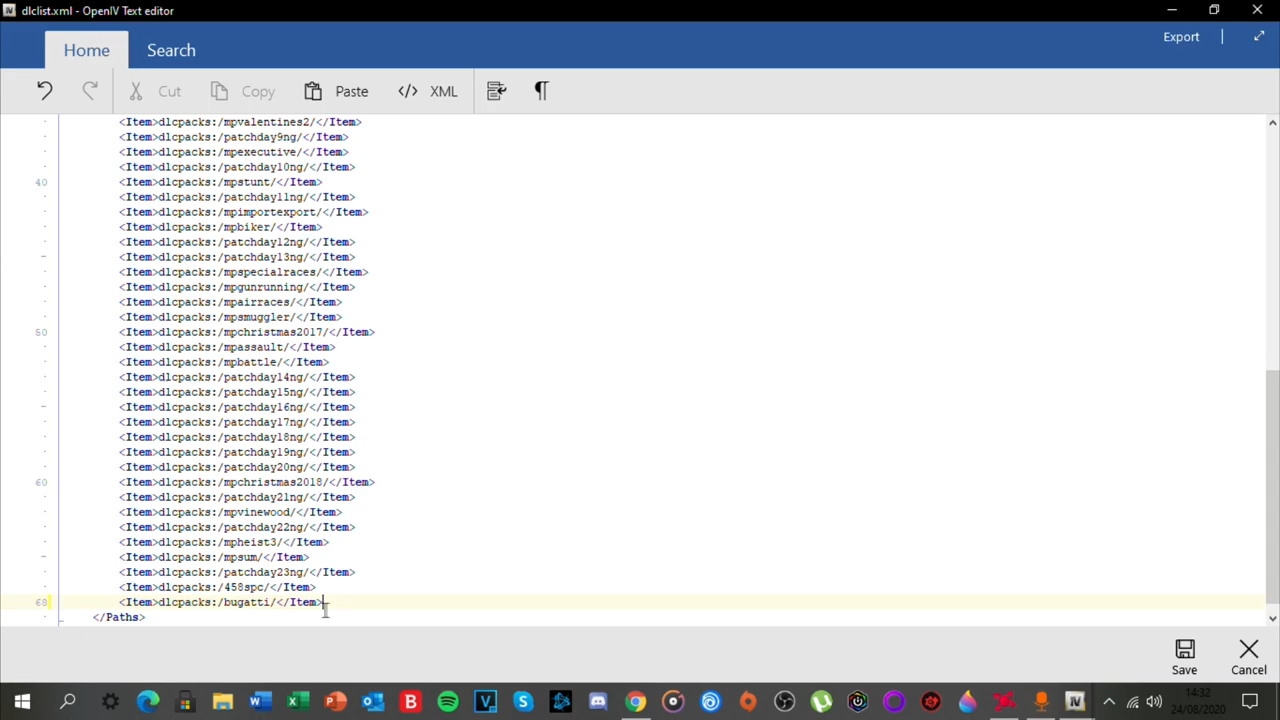 dlclist.xml - OpenIV Text editor
Home Search Export
Cut Copy Paste XML
<Item>dlcpacks:/mpvalentines2/</Item>
<Item>dlcpacks:/patchday9ng/</Item>
<Item>dlcpacks:/mpexecutive/</Item>
<Item>dlcpacks:/patchday10ng/</Item>
40 <Item>dlcpacks:/mpstunt/</Item>
<Item>dlcpacks:/patchday11ng/</Item>
<Item>dlcpacks:/mpimportexport/</Item>
<Item>dlcpacks:/mpbiker/</Item>
<Item>dlcpacks:/patchday12ng/</Item>
<Item>dlcpacks:/patchday13ng/</Item>
<Item>dlcpacks:/mpspecialraces/</Item>
<Item>dlcpacks:/mpgunrunning/</Item>
<Item>dlcpacks:/mpairraces/</Item>
<Item>dlcpacks:/mpsmuggler/</Item>
50 <Item>dlcpacks:/mpchristmas2017/</Item>
<Item>dlcpacks:/mpassault/</Item>
<Item>dlcpacks:/mpbattle/</Item>
<Item>dlcpacks:/patchday14ng/</Item>
<Item>dlcpacks:/patchday15ng/</Item>
<Item>dlcpacks:/patchday16ng/</Item>
<Item>dlcpacks:/patchday17ng/</Item>
<Item>dlcpacks:/patchday18ng/</Item>
<Item>dlcpacks:/patchday19ng/</Item>
<Item>dlcpacks:/patchday20ng/</Item>
60 <Item>dlcpacks:/mpchristmas2018/</Item>
<Item>dlcpacks:/patchday21ng/</Item>
<Item>dlcpacks:/mpvinewood/</Item>
<Item>dlcpacks:/patchday22ng/</Item>
<Item>dlcpacks:/mpheist3/</Item>
<Item>dlcpacks:/mpsum/</Item>
<Item>dlcpacks:/patchday23ng/</Item>
<Item>dlcpacks:/458spc/</Item>
68 <Item>dlcpacks:/bugatti/</Item>
</Paths>
Save Cancel
14:32
24/08/2020